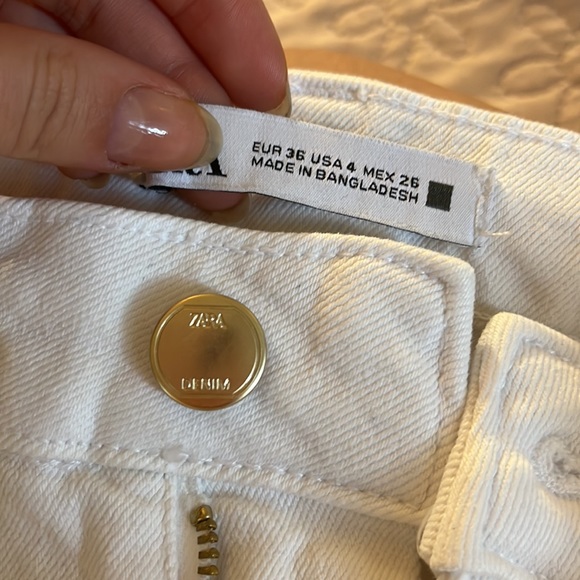 EUR 36 USA 4 MEX 26
MADE IN BANGLADESH
ZARA
DENIM